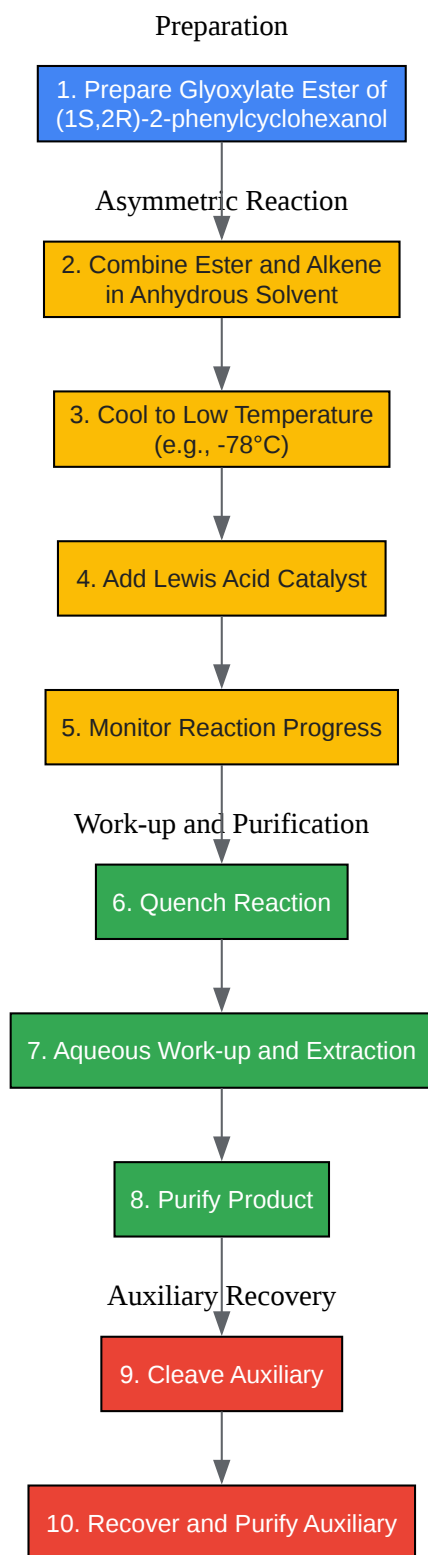 Preparation
1. Prepare Glyoxylate Ester of
(1S,2R)-2-phenylcyclohexanol
Asymmetric Reaction
2. Combine Ester and Alkene
in Anhydrous Solvent
3. Cool to Low Temperature
(e.g., -78°C)
4. Add Lewis Acid Catalyst
5. Monitor Reaction Progress
Work-up and Purification
6. Quench Reaction
7. Aqueous Work-up and Extraction
8. Purify Product
Auxiliary Recovery
9. Cleave Auxiliary
10. Recover and Purify Auxiliary